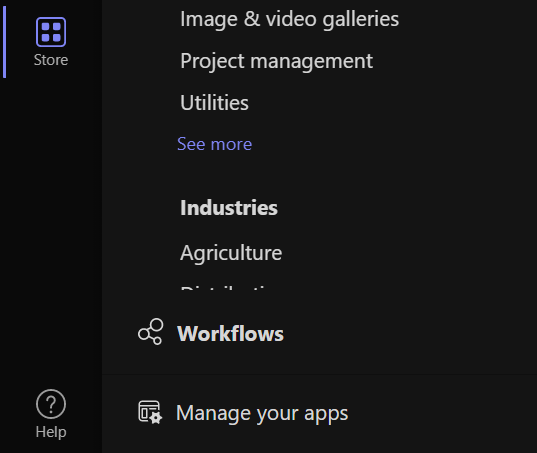 Image & video galleries
Store
Project management
Utilities
See more
Industries
Agriculture
Workflows
Manage your apps
Help